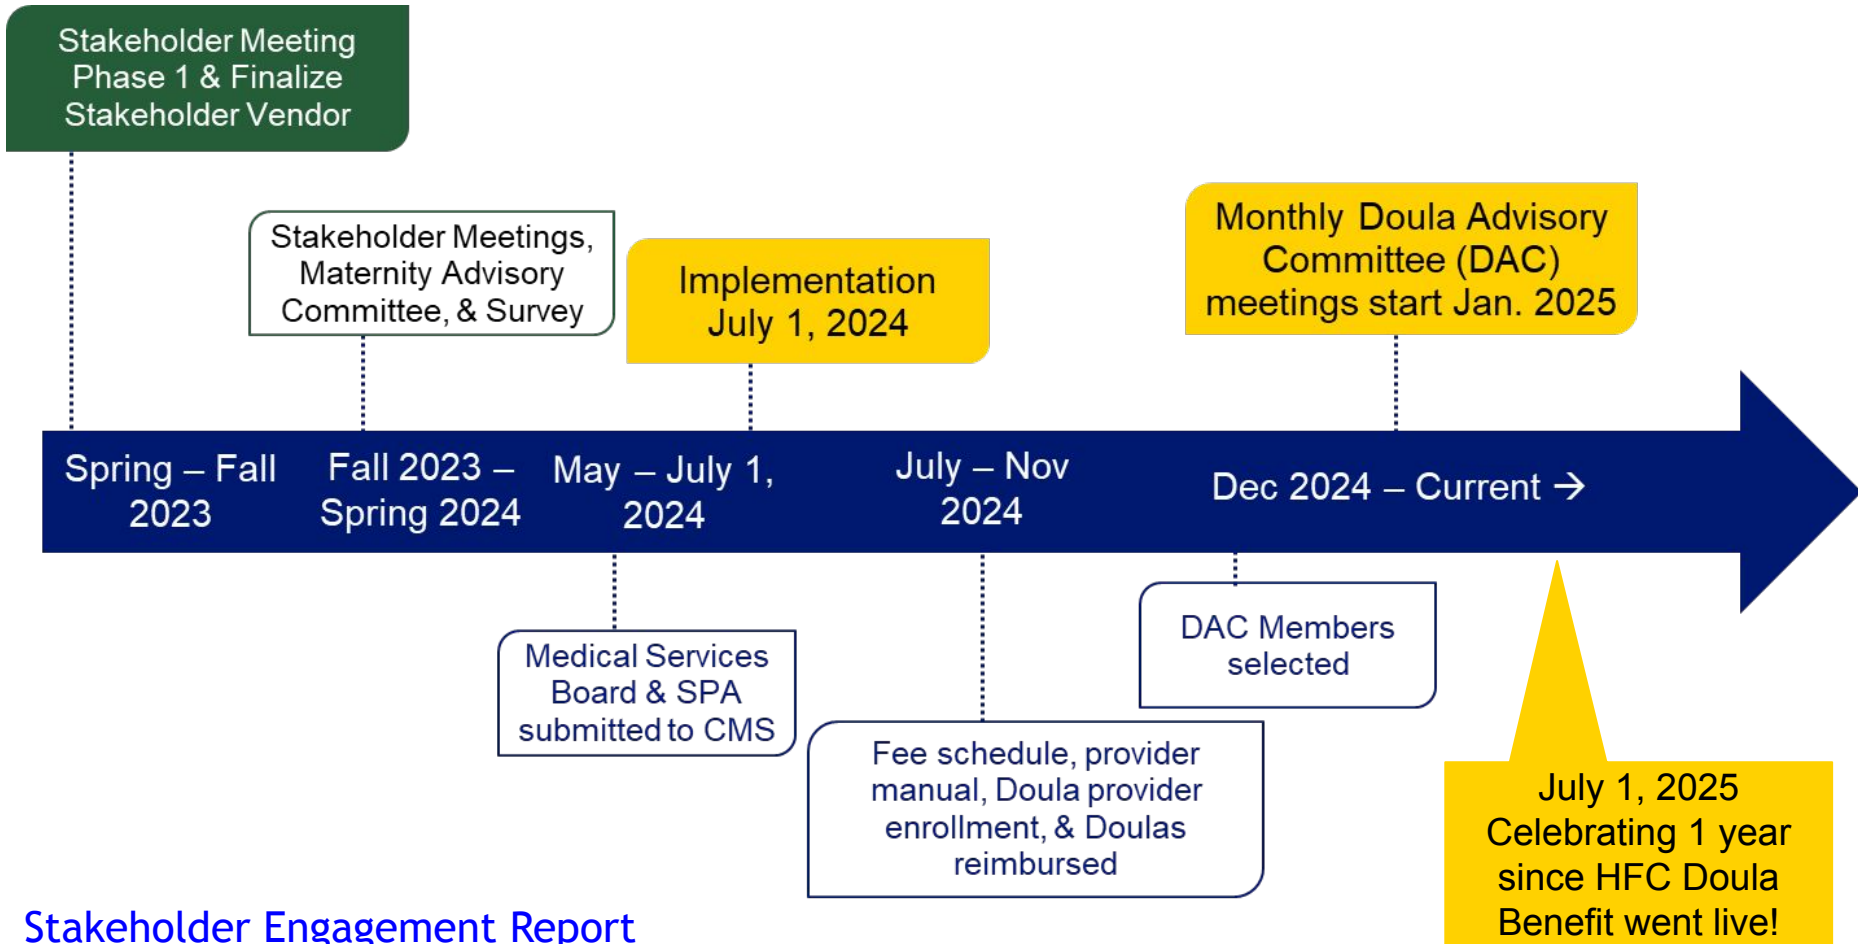 Stakeholder Meeting
Phase 1 & Finalize
Stakeholder Vendor
Stakeholder Meetings,
Maternity Advisory
Committee, & Survey
Implementation
July 1, 2024
Monthly Doula Advisory
Committee (DAC)
meetings start Jan. 2025
Spring – Fall
2023
Fall 2023 –
Spring 2024
May – July 1,
2024
July – Nov
2024
Dec 2024 – Current →
Medical Services
Board & SPA
submitted to CMS
Fee schedule, provider
manual, Doula provider
enrollment, & Doulas
reimbursed
DAC Members
selected
July 1, 2025
Celebrating 1 year
since HFC Doula
Benefit went live!
Stakeholder Engagement Report